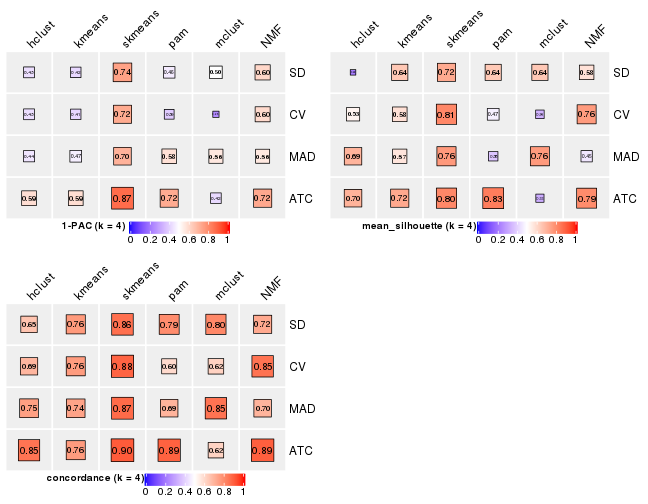 hclust kmeans skmeans pam mclust NMF
0.74 0.50 0.60 SD
0.72 0.60 CV
0.44 0.47 0.70 0.58 0.56 0.56 MAD
0.59 0.59 0.87 0.72 0.72 ATC
1-PAC (k = 4)
0 0.2 0.4 0.6 0.8 1
hclust kmeans skmeans pam mclust NMF
0.64 0.72 0.64 0.64 0.58 SD
0.53 0.58 0.81 0.47 0.76 CV
0.69 0.57 0.76 0.76 MAD
0.70 0.72 0.80 0.83 0.79 ATC
mean_silhouette (k = 4)
0 0.2 0.4 0.6 0.8 1
hclust kmeans skmeans pam mclust NMF
0.65 0.76 0.86 0.79 0.80 0.72 SD
0.69 0.76 0.88 0.60 0.62 0.85 CV
0.75 0.74 0.87 0.69 0.85 0.70 MAD
0.85 0.76 0.90 0.89 0.62 0.89 ATC
concordance (k = 4)
0 0.2 0.4 0.6 0.8 1